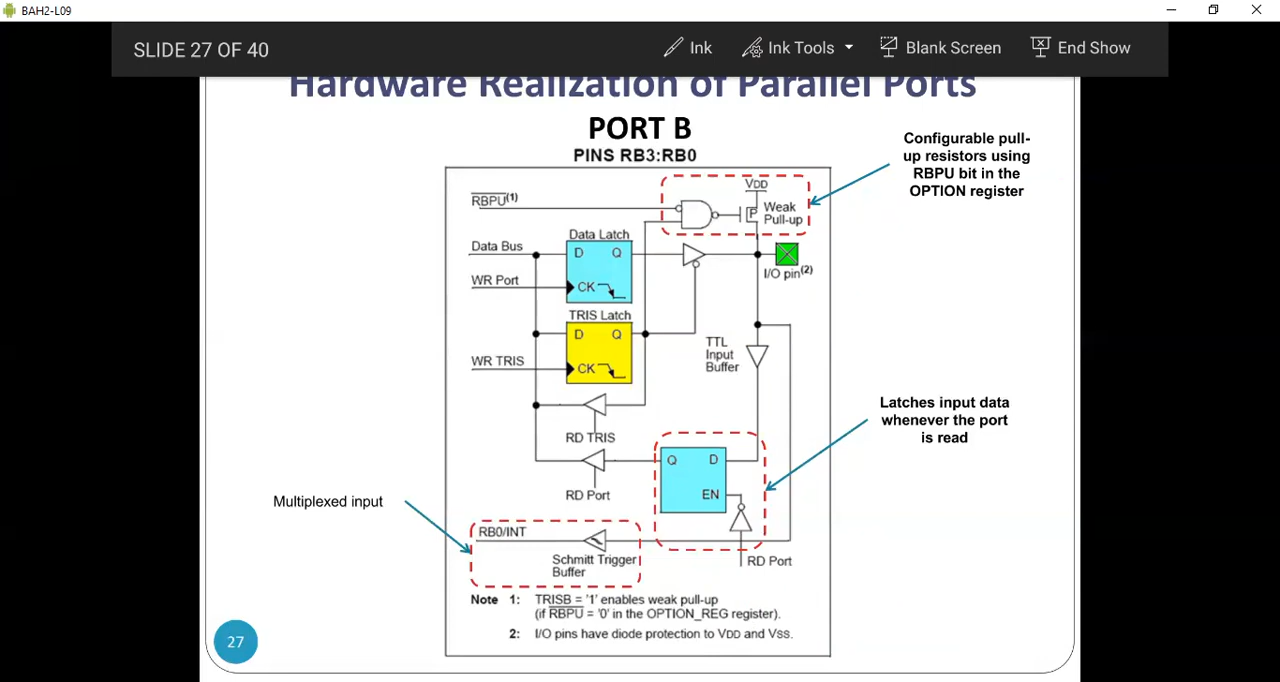 BAH2-L09
SLIDE 27 OF 40
Ink
Ink Tools
Blank Screen
End Show
Hardware Realization of Parallel Ports
PORT B
PINS RB3:RB0
Configurable pull-
up resistors using
RBPU bit in the
OPTION register
VDD
RBPU(1)
P
Weak
Pull-up
Data Latch
Data Bus
D
Q
I/O pin(2)
WR Port
CK
TRIS Latch
D
Q
TTL
Input
Buffer
WR TRIS
CK
Latches input data
whenever the port
is read
RD TRIS
Q
D
RD Port
EN
Multiplexed input
RB0/INT
Schmitt Trigger
Buffer
RD Port
Note 1: TRISB = '1' enables weak pull-up
(if RBPU = '0' in the OPTION_REG register).
2: I/O pins have diode protection to VDD and VSS.
27